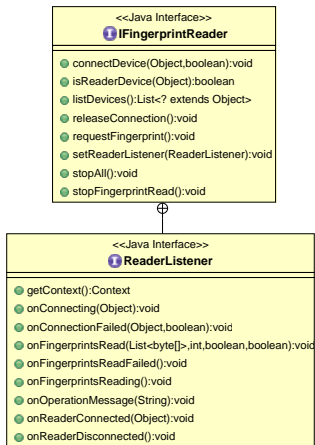 <<Java Interface>>
IFingerprintReader
connectDevice(Object,boolean):void
isReaderDevice(Object):boolean
listDevices():List<? extends Object>
releaseConnection():void
requestFingerprint():void
setReaderListener(ReaderListener):void
stopAll():void
stopFingerprintRead():void
<<Java Interface>>
ReaderListener
getContext():Context
onConnecting(Object):void
onConnectionFailed(Object,boolean):void
onFingerprintsRead(List<byte[]>,int,boolean,boolean):void
onFingerprintsReadFailed():void
onFingerprintsReading():void
onOperationMessage(String):void
onReaderConnected(Object):void
onReaderDisconnected():void